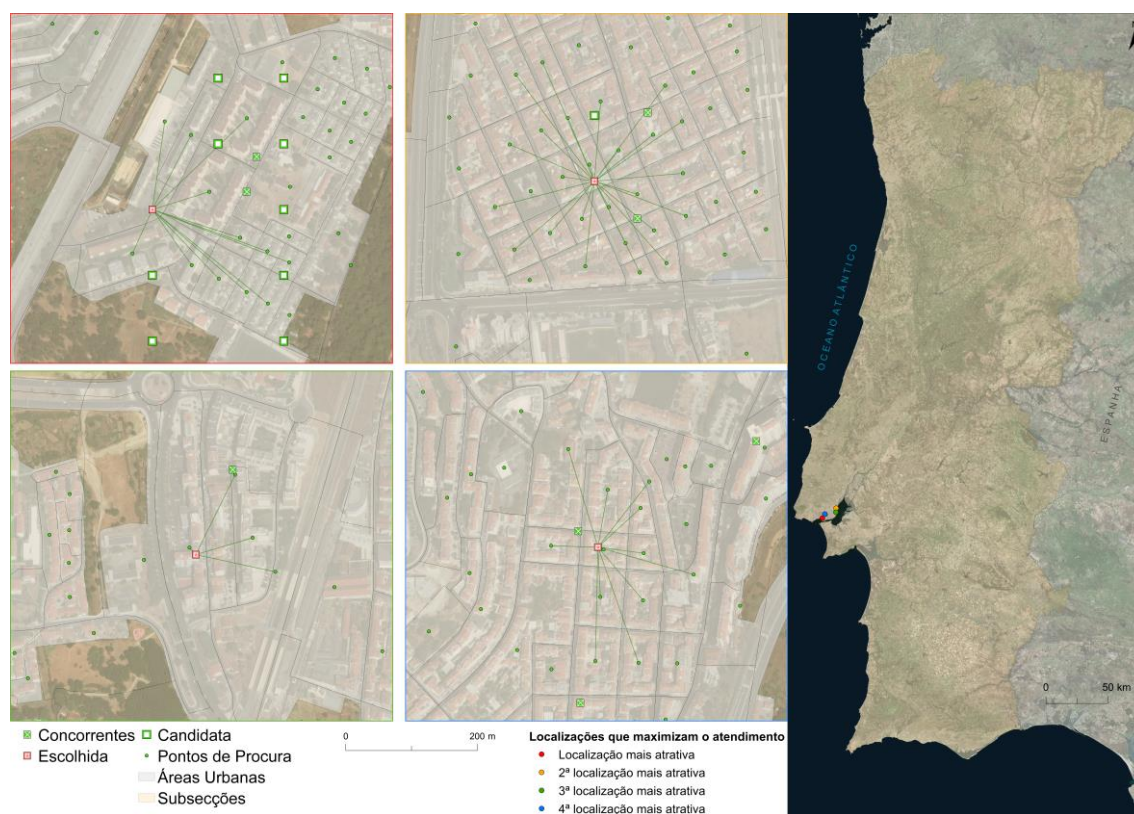 OCEANO ATLÂNTICO
ESPANHA
0 50 km
Concorrentes
Candidata
Escolhida
Pontos de Procura
Áreas Urbanas
Subsecções
0 200 m
Localizações que maximizam o atendimento
Localização mais atrativa
2ª localização mais atrativa
3ª localização mais atrativa
4ª localização mais atrativa